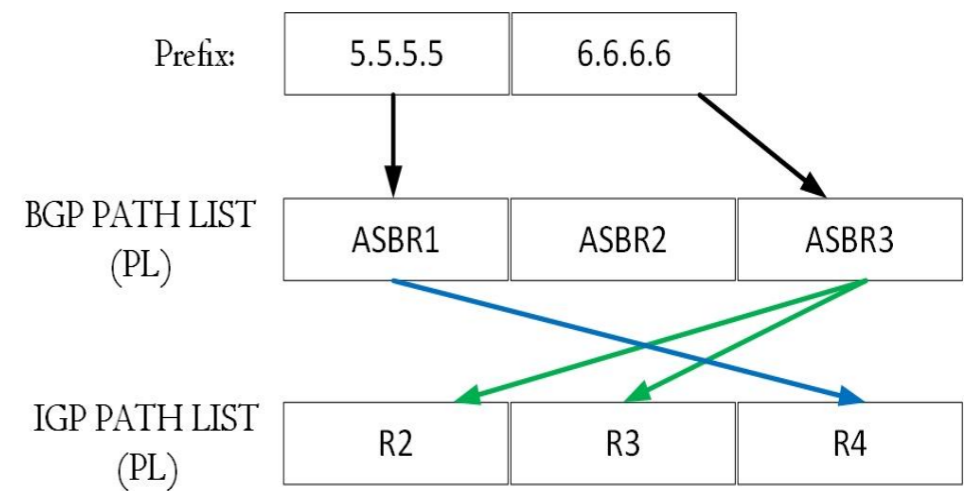 Prefix:
5.5.5.5
6.6.6.6
BGP PATH LIST
(PL)
ASBR1
ASBR2
ASBR3
IGP PATH LIST
(PL)
R2
R3
R4